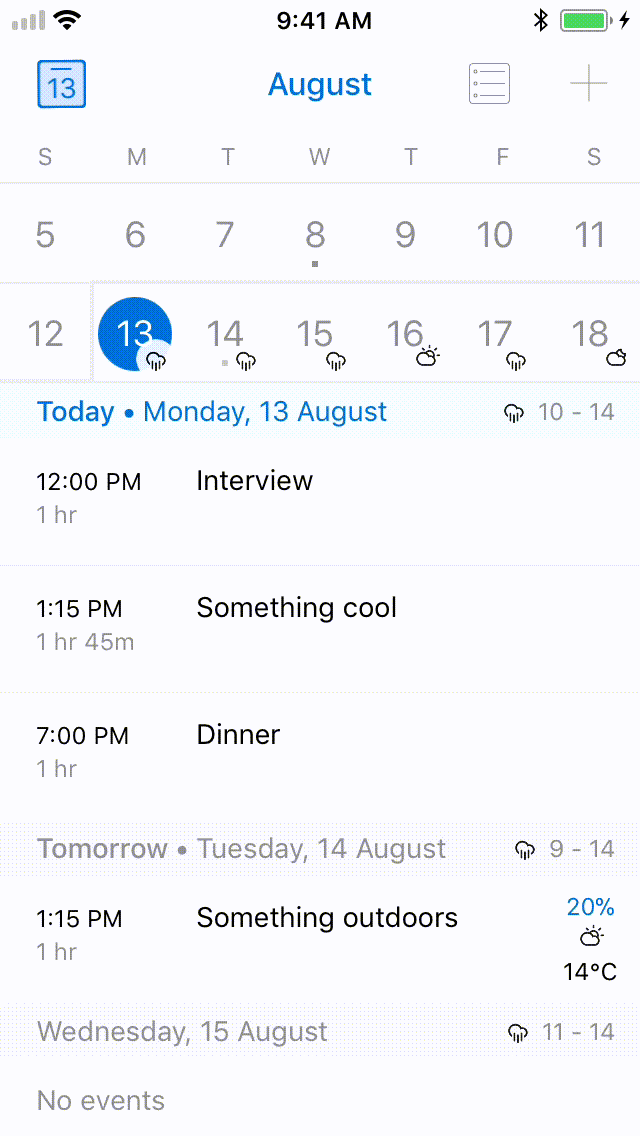 9:41 AM
13 August
S M T W T F S
5 6 7 8 9 10 11
12 13 14 15 16 17 18
Today • Monday, 13 August 10 - 14
12:00 PM Interview
1 hr
1:15 PM Something cool
1 hr 45m
7:00 PM Dinner
1 hr
Tomorrow • Tuesday, 14 August 9 - 14
20%
1:15 PM Something outdoors
1 hr
14°C
Wednesday, 15 August 11 - 14
No events